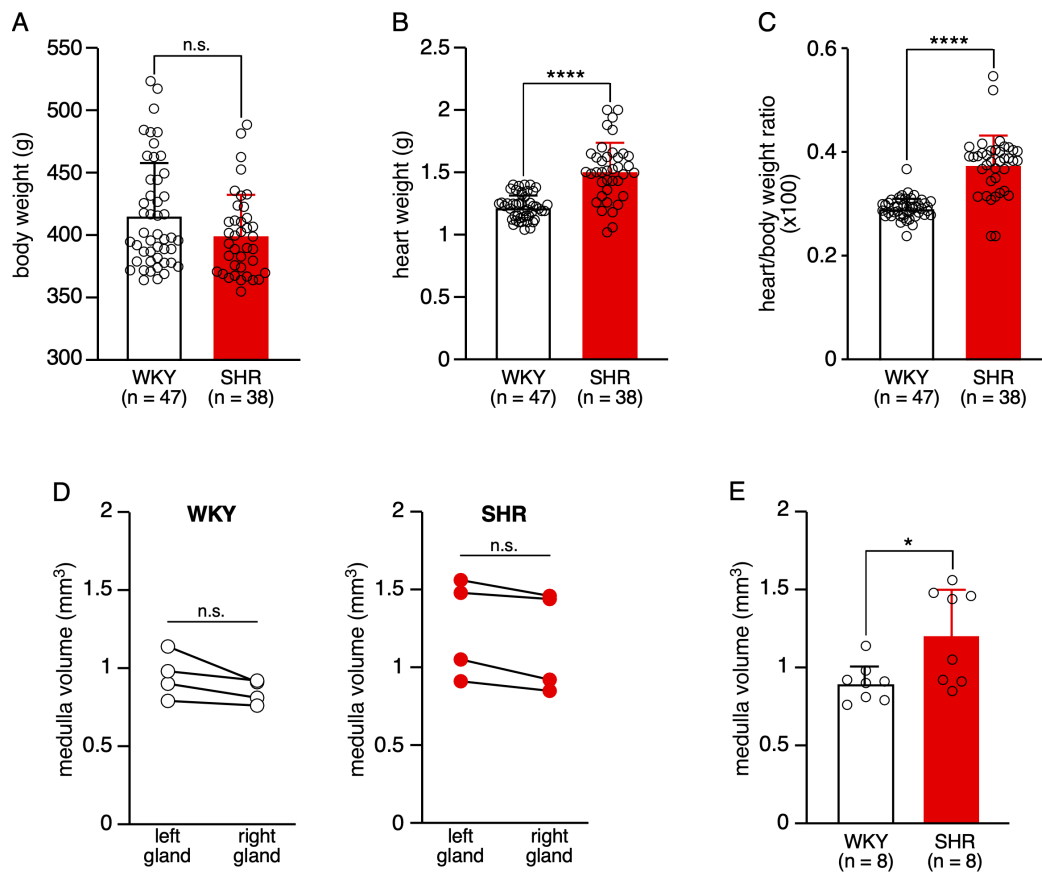 A
body weight (g)
550
500
450
400
350
300
n.s.
WKY
(n = 47)
SHR
(n = 38)
B
heart weight (g)
2.5
2
1.5
1
0.5
0
****
WKY
(n = 47)
SHR
(n = 38)
C
heart/body weight ratio
(x100)
0.6
0.4
0.2
0
****
WKY
(n = 47)
SHR
(n = 38)
D
medulla volume (mm³)
2
1.5
1
0.5
0
WKY
n.s.
left
gland
right
gland
medulla volume (mm³)
2
1.5
1
0.5
0
SHR
n.s.
left
gland
right
gland
E
medulla volume (mm³)
2
1.5
1
0.5
0
*
WKY
(n = 8)
SHR
(n = 8)